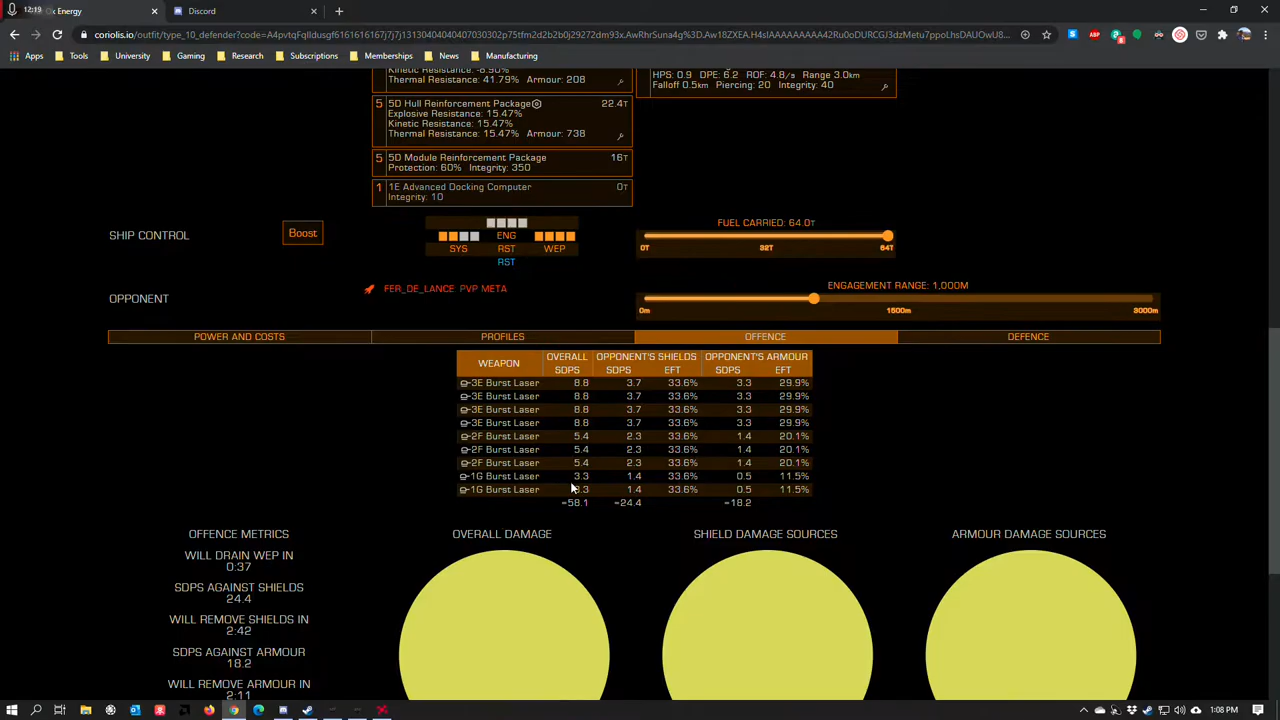 12:19
Ox Energy
Discord
coriolis.io/outfit/type_10_defender?code=A4pvtqFqlldusgf6161616167j7j7j1313040404040703030302p75tfm2d2b2b0j29272dm93x.AwRhrSuna4g%3D.Aw18ZXEA.H4sIAAAAAAAAA42Ru0oDURCGJ3dzMetu7ppoLhsDAUOw8U...
Apps
Tools
University
Gaming
Research
Subscriptions
Memberships
News
Manufacturing
Kinetic Resistance: -6.90%
Thermal Resistance: 41.79% Armour: 208
HPS: 0.9 DPE: 6.2 ROF: 4.8/s Range 3.0km
Falloff 0.5km Piercing: 20 Integrity: 40
5 5D Hull Reinforcement Package 22.4T
Explosive Resistance: 15.47%
Kinetic Resistance: 15.47%
Thermal Resistance: 15.47% Armour: 738
5 5D Module Reinforcement Package 16T
Protection: 60% Integrity: 350
1 1E Advanced Docking Computer 0T
Integrity: 10
SHIP CONTROL
Boost
SYS ENG WEP
RST
RST
FUEL CARRIED: 64.0T
0T 32T 64T
OPPONENT
FER_DE_LANCE PVP META
ENGAGEMENT RANGE: 1,000M
0m 1500m 3000m
POWER AND COSTS PROFILES OFFENCE DEFENCE
WEAPON OVERALL OPPONENT'S SHIELDS OPPONENT'S ARMOUR
SDPS SDPS EFT SDPS EFT
3E Burst Laser 8.8 3.7 33.6% 3.3 29.9%
3E Burst Laser 8.8 3.7 33.6% 3.3 29.9%
3E Burst Laser 8.8 3.7 33.6% 3.3 29.9%
3E Burst Laser 8.8 3.7 33.6% 3.3 29.9%
2F Burst Laser 5.4 2.3 33.6% 1.4 20.1%
2F Burst Laser 5.4 2.3 33.6% 1.4 20.1%
2F Burst Laser 5.4 2.3 33.6% 1.4 20.1%
1G Burst Laser 3.3 1.4 33.6% 0.5 11.5%
1G Burst Laser 3.3 1.4 33.6% 0.5 11.5%
=58.1 =24.4 =18.2
OFFENCE METRICS
WILL DRAIN WEP IN
0:37
SDPS AGAINST SHIELDS
24.4
WILL REMOVE SHIELDS IN
2:42
SDPS AGAINST ARMOUR
18.2
WILL REMOVE ARMOUR IN
2:11
OVERALL DAMAGE
SHIELD DAMAGE SOURCES
ARMOUR DAMAGE SOURCES
1:08 PM